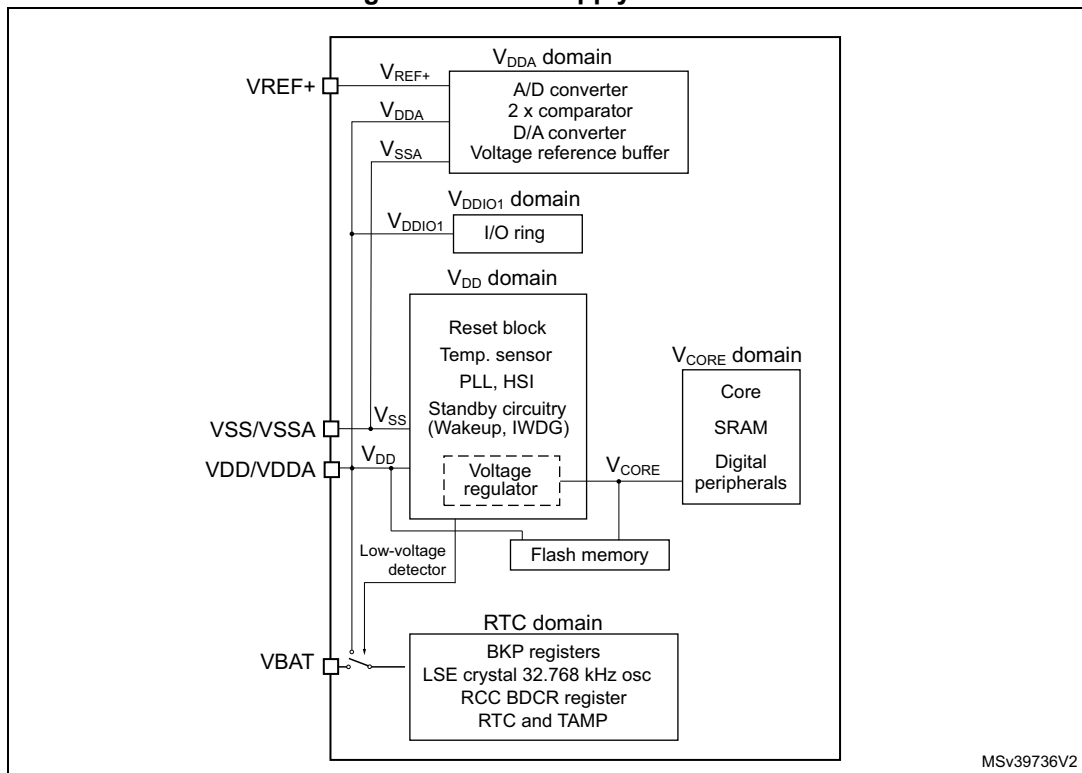 VREF+
VREF+
VDDA domain
A/D converter
2 x comparator
D/A converter
Voltage reference buffer
VDDA
VSSA
VDDIO1 domain
VDDIO1
I/O ring
VDD domain
Reset block
Temp. sensor
PLL, HSI
Standby circuitry
(Wakeup, IWDG)
Voltage
regulator
VCORE domain
Core
SRAM
Digital
peripherals
VSS/VSSA
VSS
VDD/VDDA
VDD
VCORE
Flash memory
Low-voltage
detector
RTC domain
BKP registers
LSE crystal 32.768 kHz osc
RCC BDCR register
RTC and TAMP
VBAT
MSv39736V2